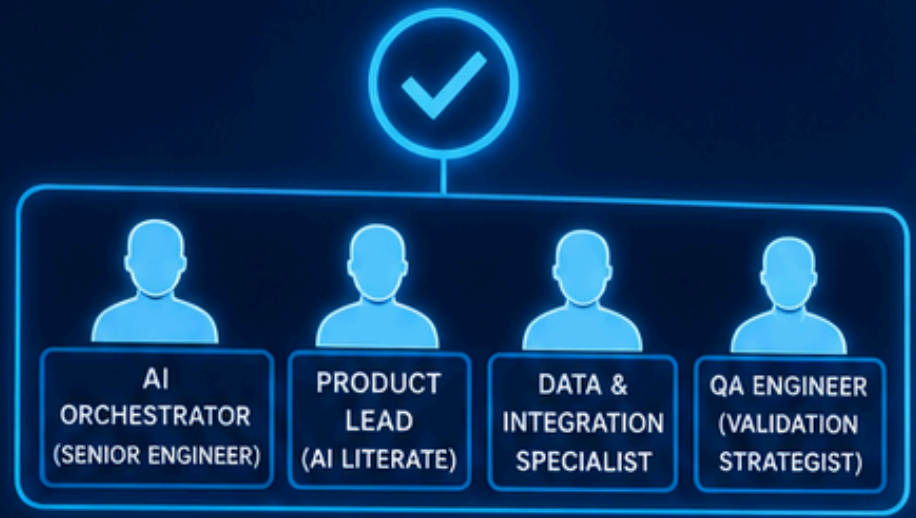 AI
ORCHESTRATOR
(SENIOR ENGINEER)
PRODUCT
LEAD
(AI LITERATE)
DATA &
INTEGRATION
SPECIALIST
QA ENGINEER
(VALIDATION
STRATEGIST)